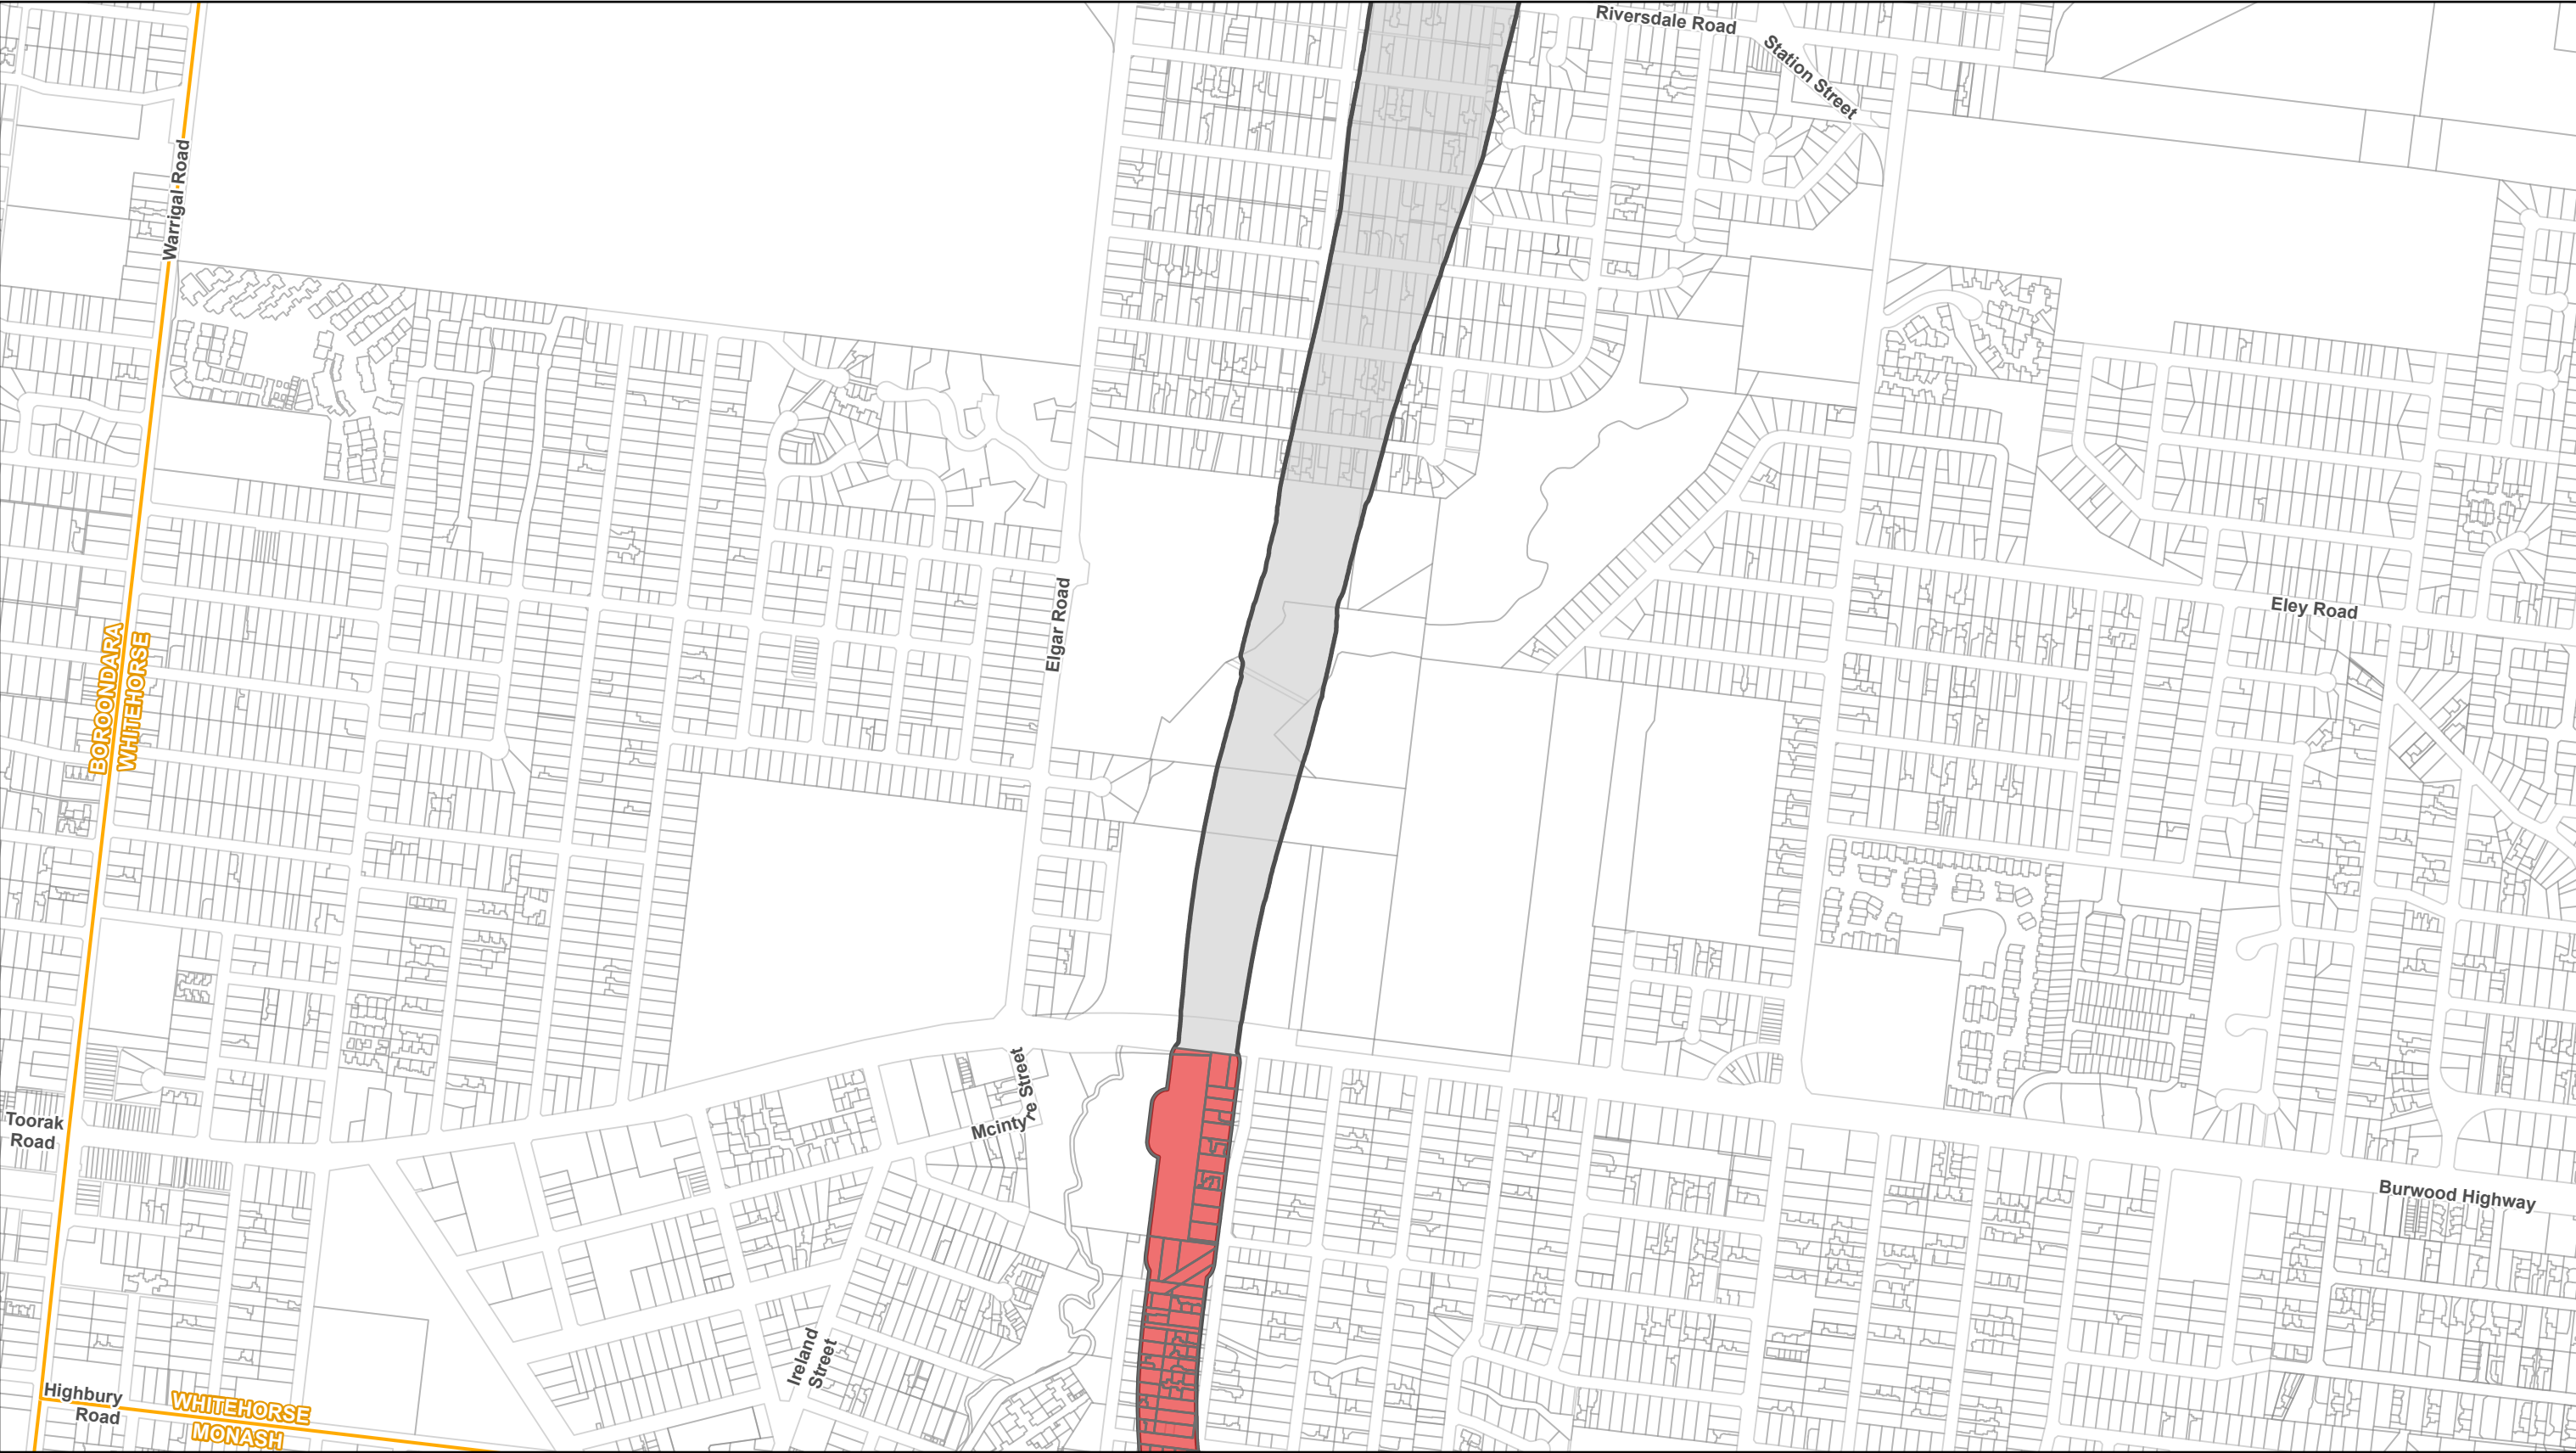 Riversdale Road
Station Street
Warrigal Road
Elgar Road
Eley Road
BOROONDARA
WHITEHORSE
Mcintyre Street
Toorak
Road
Burwood Highway
Ireland
Street
Highbury
Road
WHITEHORSE
MONASH